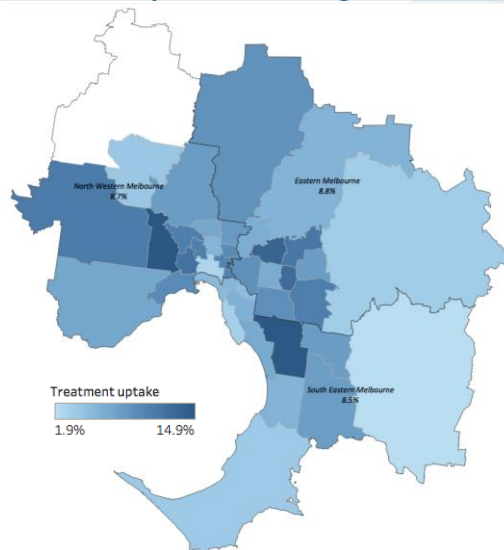 North Western Melbourne
8.7%
Eastern Melbourne
8.8%
South Eastern Melbourne
8.5%
Treatment uptake
1.9%
14.9%